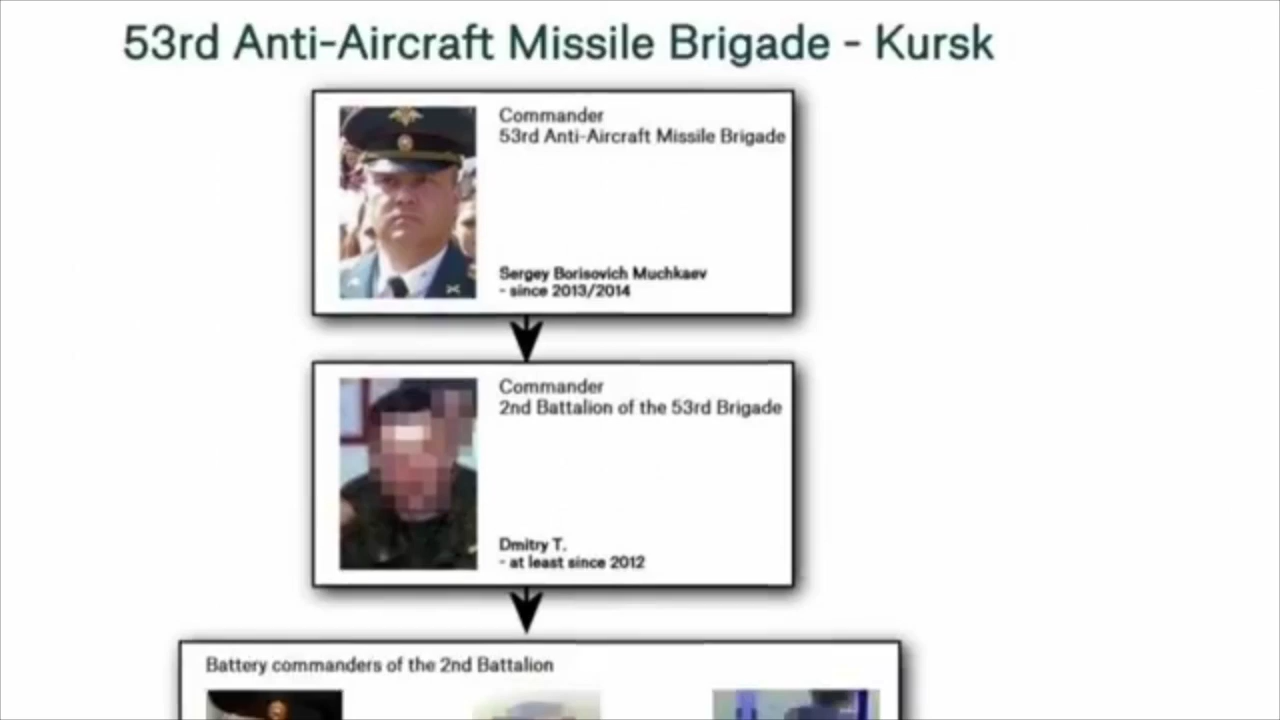 53rd Anti-Aircraft Missile Brigade - Kursk
Commander
53rd Anti-Aircraft Missile Brigade
Sergey Borisovich Muchkaev
- since 2013/2014
Commander
2nd Battalion of the 53rd Brigade
Dmitry T.
- at least since 2012
Battery commanders of the 2nd Battalion